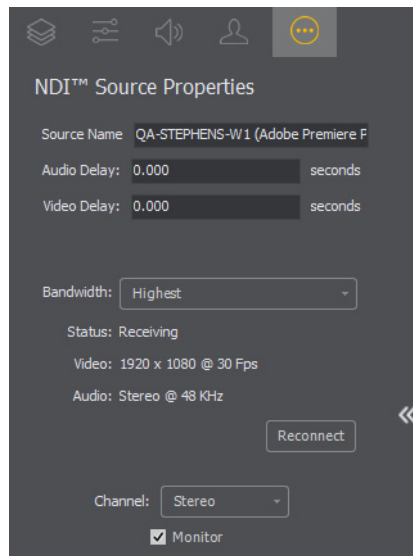 NDI™ Source Properties
Source Name QA-STEPHENS-W1 (Adobe Premiere P
Audio Delay: 0.000 seconds
Video Delay: 0.000 seconds
Bandwidth: Highest
Status: Receiving
Video: 1920 x 1080 @ 30 Fps
Audio: Stereo @ 48 KHz
Reconnect
Channel: Stereo
Monitor